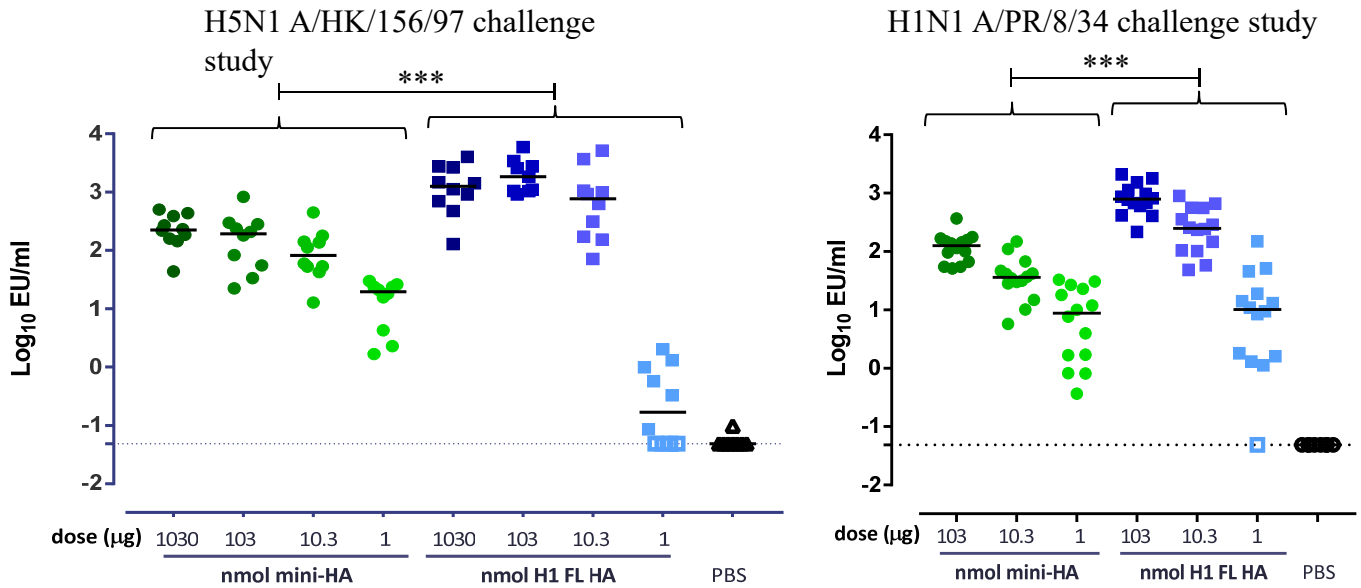 H5N1 A/HK/156/97 challenge
study
H1N1 A/PR/8/34 challenge study
***
***
4
3
2
1
0
-1
-2
Log10 EU/ml
4
3
2
1
0
-1
-2
Log10 EU/ml
dose (µg) 1030 103 10.3 1 1030 103 10.3 1
nmol mini-HA nmol H1 FL HA PBS
dose (µg) 103 10.3 1 103 10.3 1
nmol mini-HA nmol H1 FL HA PBS